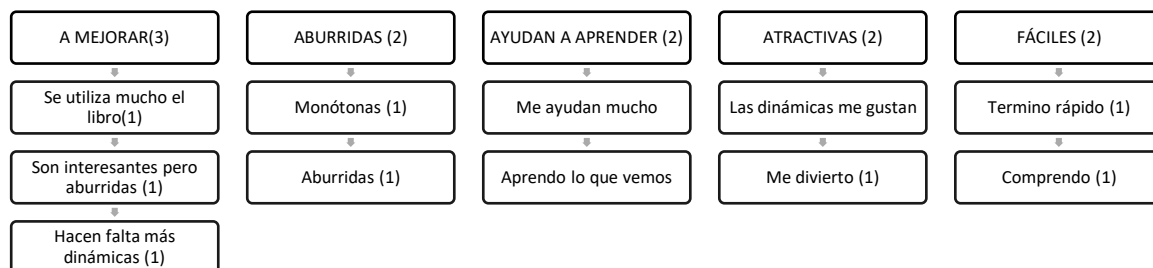 A MEJORAR(3)
Se utiliza mucho el
libro(1)
Son interesantes pero
aburridas (1)
Hacen falta más
dinámicas (1)
ABURRIDAS (2)
Monótonas (1)
Aburridas (1)
AYUDAN A APRENDER (2)
Me ayudan mucho
Aprendo lo que vemos
ATRACTIVAS (2)
Las dinámicas me gustan
Me divierto (1)
FÁCILES (2)
Termino rápido (1)
Comprendo (1)